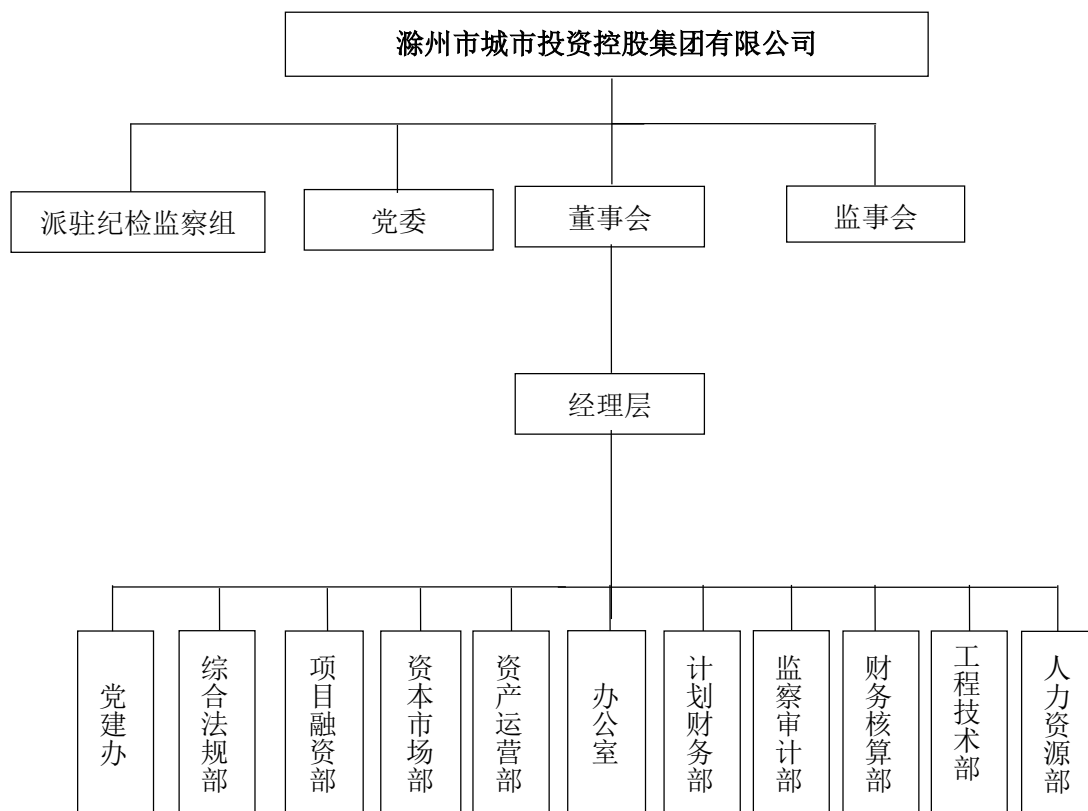 滁州市城市投资控股集团有限公司
派驻纪检监察组
党委
董事会
监事会
经理层
党建办
综合法规部
项目融资部
资本市场部
资产运营部
办公室
计划财务部
监察审计部
财务核算部
工程技术部
人力资源部